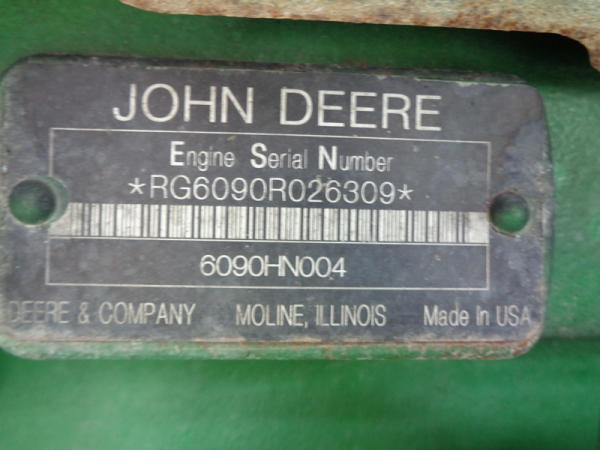 JOHN DEERE
Engine Serial Number
*RG6090R026309*
6090HN004
DEERE & COMPANY MOLINE, ILLINOIS Made In USA